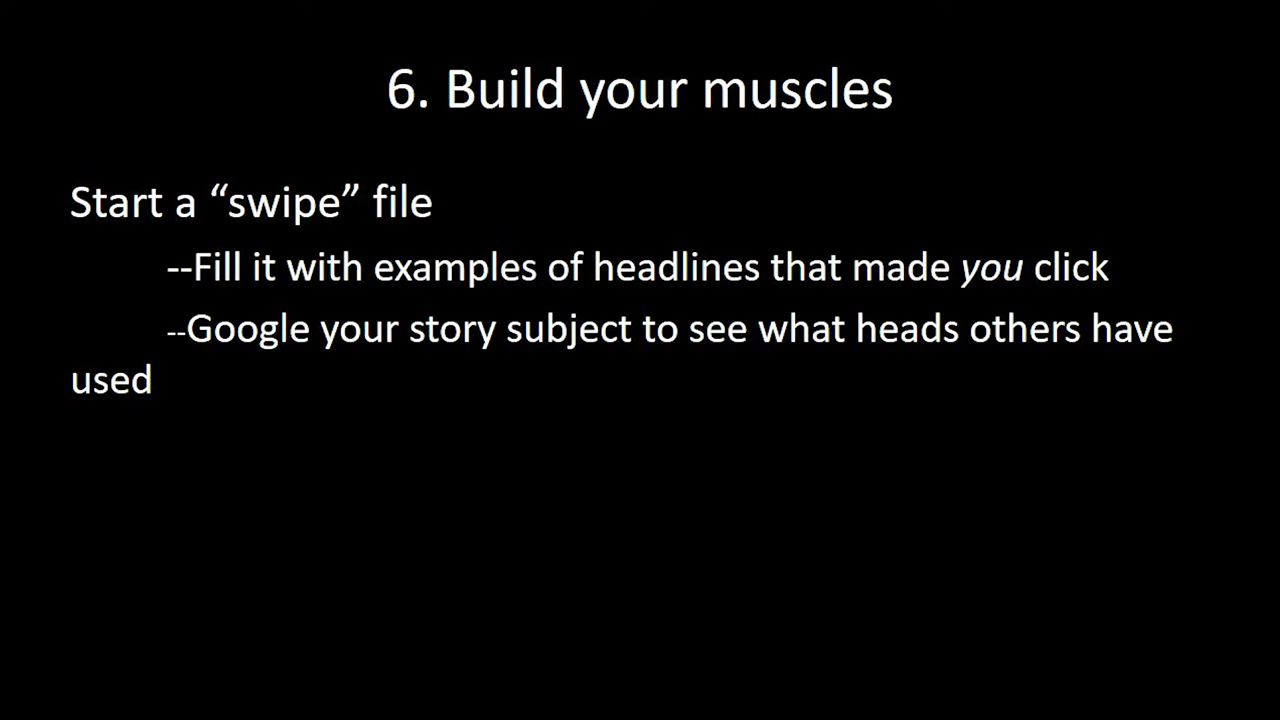 6. Build your muscles
Start a “swipe” file
--Fill it with examples of headlines that made you click
--Google your story subject to see what heads others have
used